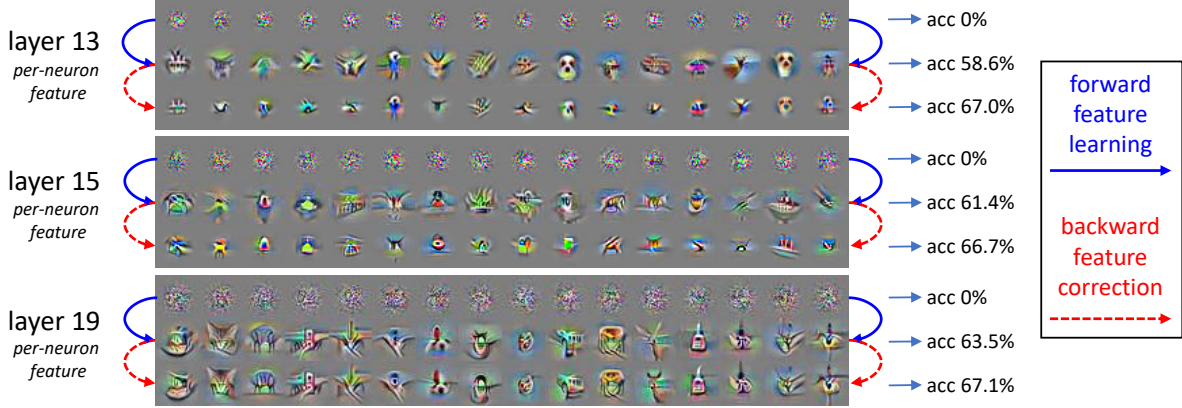 layer 13
per-neuron
feature
acc 0%
acc 58.6%
acc 67.0%
layer 15
per-neuron
feature
acc 0%
acc 61.4%
acc 66.7%
layer 19
per-neuron
feature
acc 0%
acc 63.5%
acc 67.1%
forward
feature
learning
backward
feature
correction